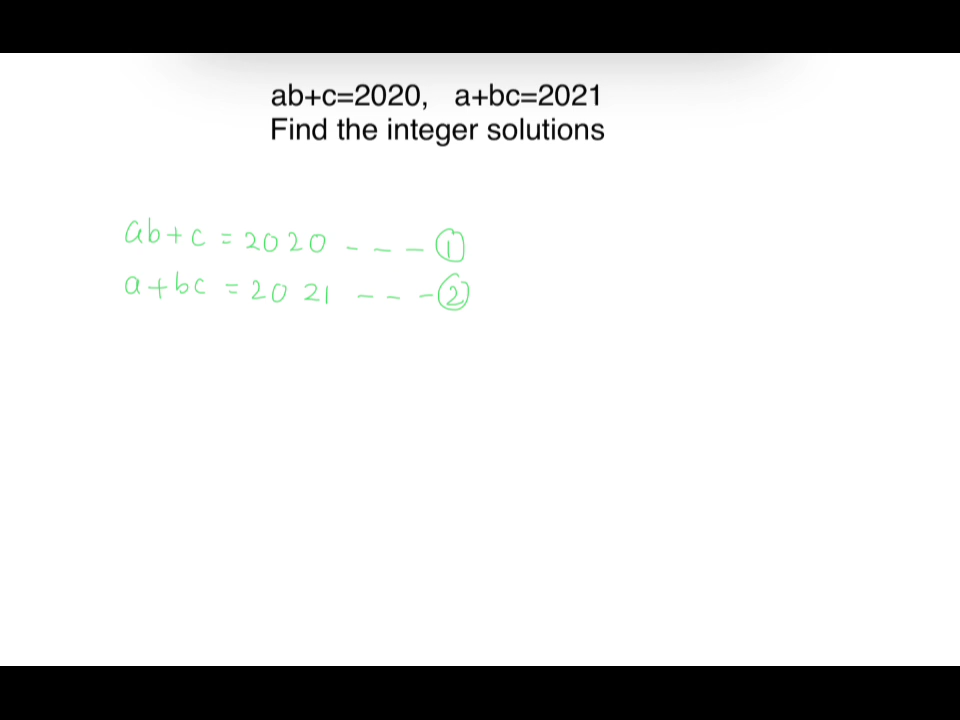 ab+c=2020, a+bc=2021
Find the integer solutions
ab+c = 2020 - - - ①
a+bc = 2021 - - - ②